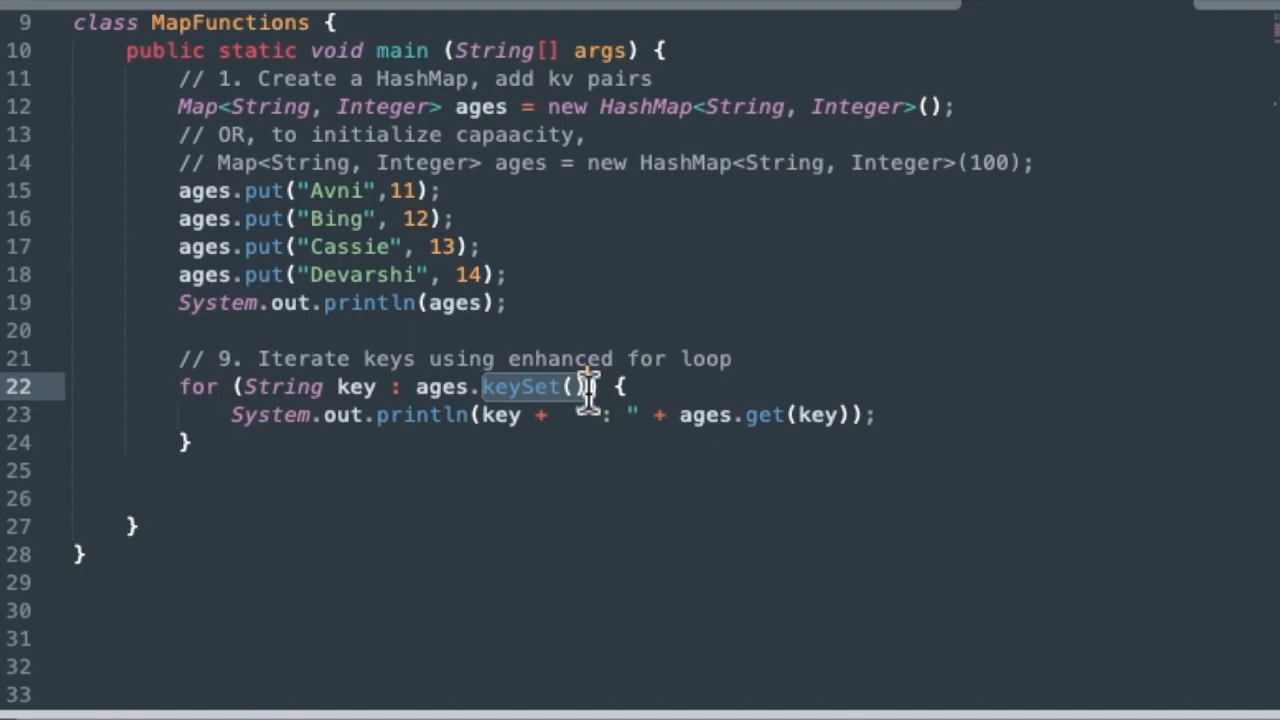 9 class MapFunctions {
10 public static void main (String[] args) {
11 // 1. Create a HashMap, add kv pairs
12 Map<String, Integer> ages = new HashMap<String, Integer>();
13 // OR, to initialize capaacity,
14 // Map<String, Integer> ages = new HashMap<String, Integer>(100);
15 ages.put("Avni",11);
16 ages.put("Bing", 12);
17 ages.put("Cassie", 13);
18 ages.put("Devarshi", 14);
19 System.out.println(ages);
20
21 // 9. Iterate keys using enhanced for loop
22 for (String key : ages.keySet()) {
23 System.out.println(key + ": " + ages.get(key));
24 }
25
26
27 }
28 }
29
30
31
32
33